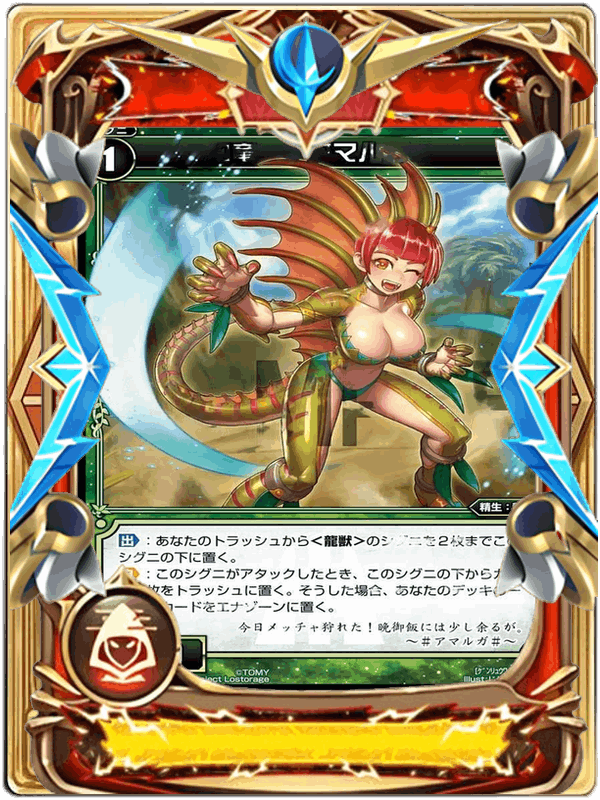 1
マル
精生:
出:あなたのトラッシュから<龍獣>のシグニを2枚までこの
シグニの下に置く。
:このシグニがアタックしたとき、このシグニの下からカ
枚をトラッシュに置く。そうした場合、あなたのデッキの
カードをエナゾーンに置く。
今日メッチャ狩れた!晩御飯には少し余るが。
~#アマルガ#~
©TOMY
ject Lostorage
Illust